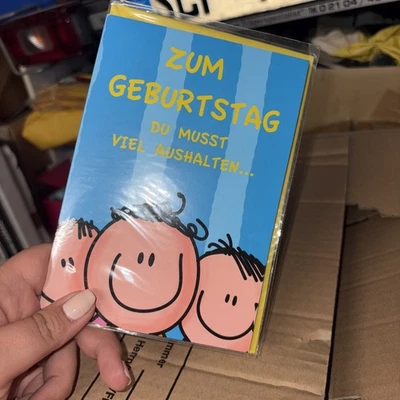 ZUM
GEBURTSTAG
DU MUSST
VIEL AUSHALTEN...